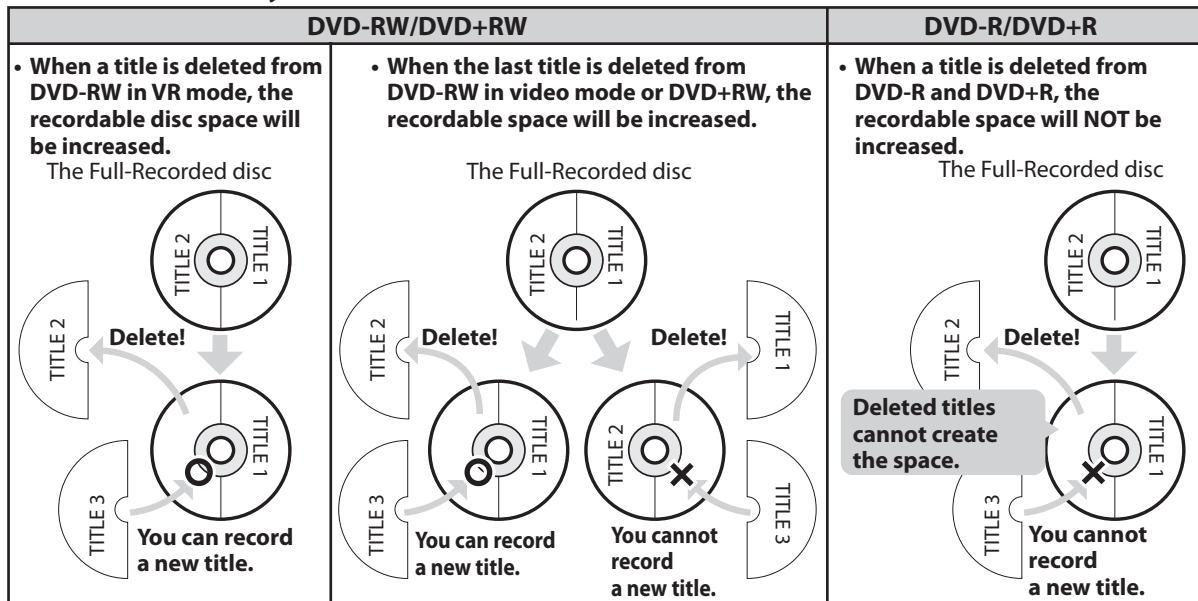 DVD-RW/DVD+RW
DVD-R/DVD+R
• When a title is deleted from
DVD-RW in VR mode, the
recordable disc space will
be increased.
The Full-Recorded disc
TITLE 2
TITLE 1
TITLE 2
Delete!
TITLE 1
TITLE 3
You can record
a new title.
• When the last title is deleted from
DVD-RW in video mode or DVD+RW, the
recordable space will be increased.
The Full-Recorded disc
TITLE 2
TITLE 1
TITLE 2
Delete!
Delete!
TITLE 1
TITLE 1
TITLE 2
TITLE 3
You can record
a new title.
You cannot
record
a new title.
TITLE 3
• When a title is deleted from
DVD-R and DVD+R, the
recordable space will NOT be
increased.
The Full-Recorded disc
TITLE 2
TITLE 1
TITLE 2
Delete!
Deleted titles
cannot create
the space.
TITLE 1
TITLE 3
You cannot
record
a new title.